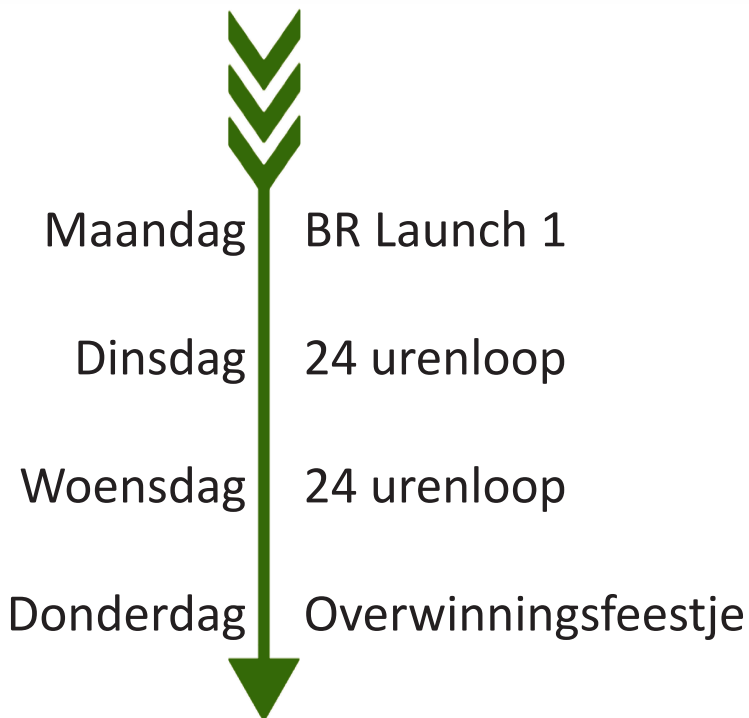 Maandag BR Launch 1
Dinsdag 24 urenloop
Woensdag 24 urenloop
Donderdag Overwinningsfeestje